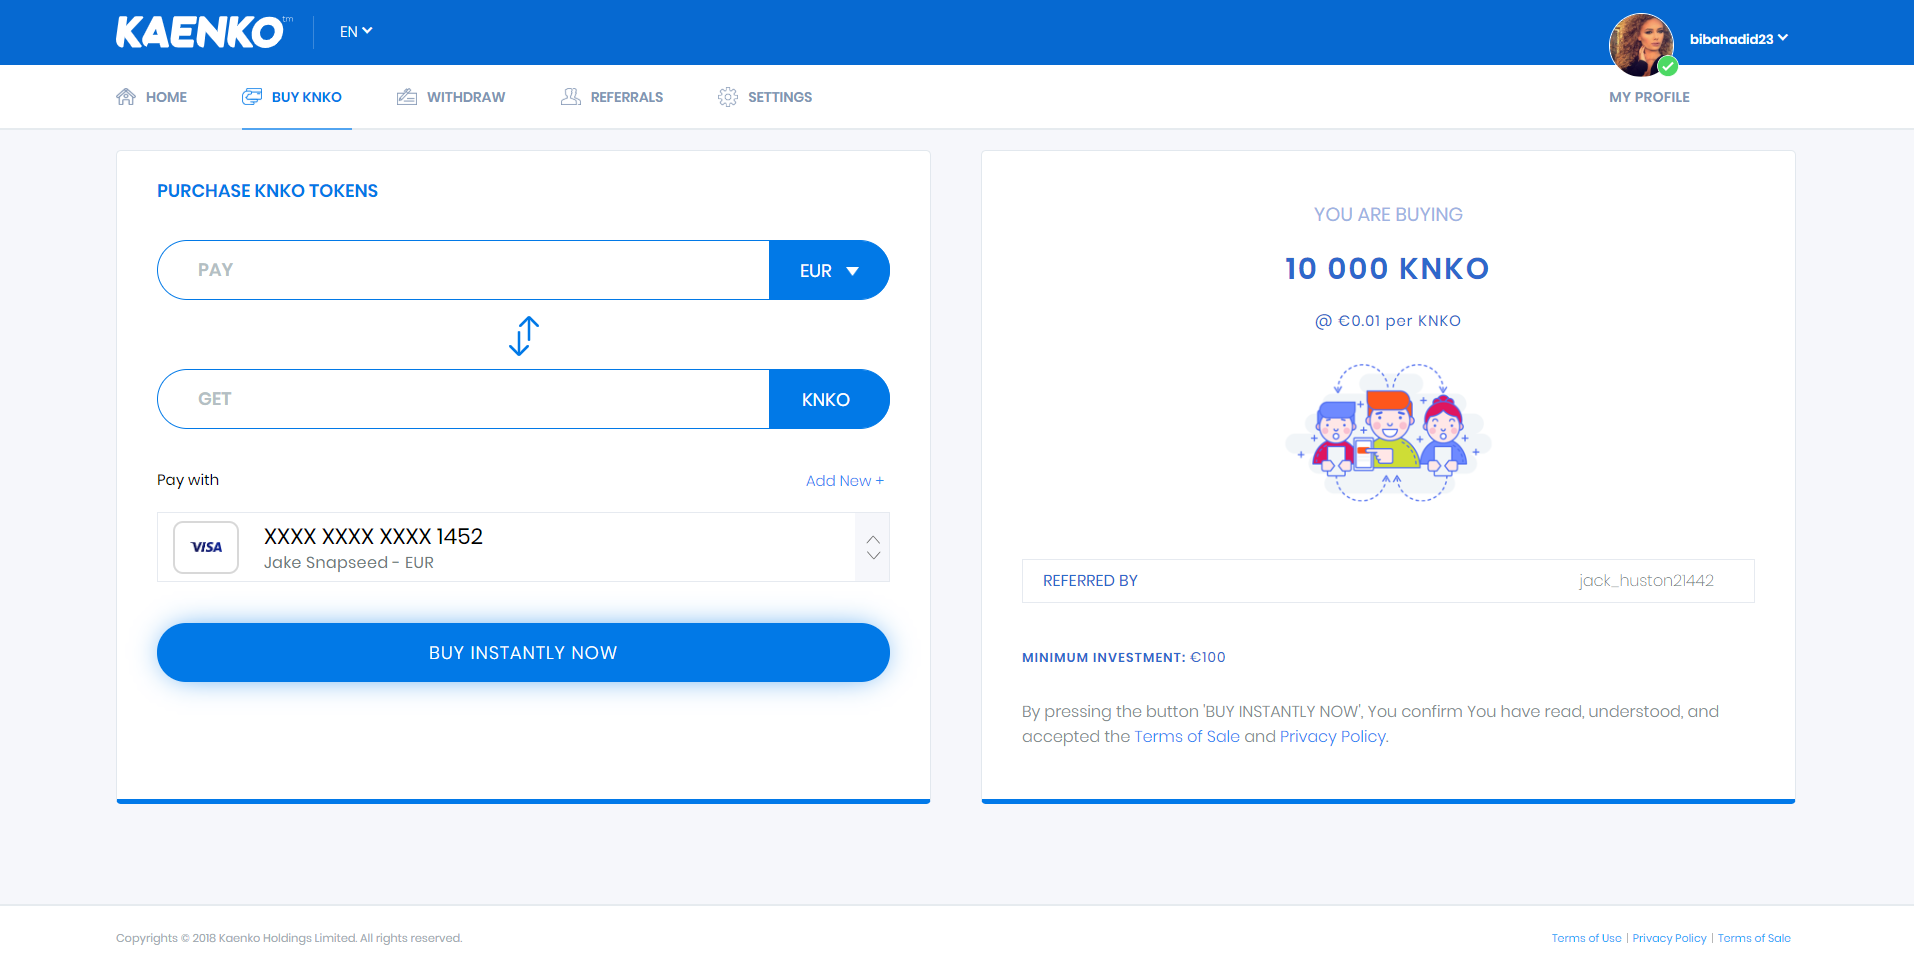 KAENKO™
EN
bibahadid23
HOME
BUY KNKO
WITHDRAW
REFERRALS
SETTINGS
MY PROFILE
PURCHASE KNKO TOKENS
PAY
EUR
GET
KNKO
Pay with
Add New +
VISA
XXXX XXXX XXXX 1452
Jake Snapseed - EUR
BUY INSTANTLY NOW
YOU ARE BUYING
10 000 KNKO
@ €0.01 per KNKO
REFERRED BY
jack_huston21442
MINIMUM INVESTMENT: €100
By pressing the button 'BUY INSTANTLY NOW', You confirm You have read, understood, and
accepted the Terms of Sale and Privacy Policy.
Copyrights © 2018 Kaenko Holdings Limited. All rights reserved.
Terms of Use | Privacy Policy | Terms of Sale